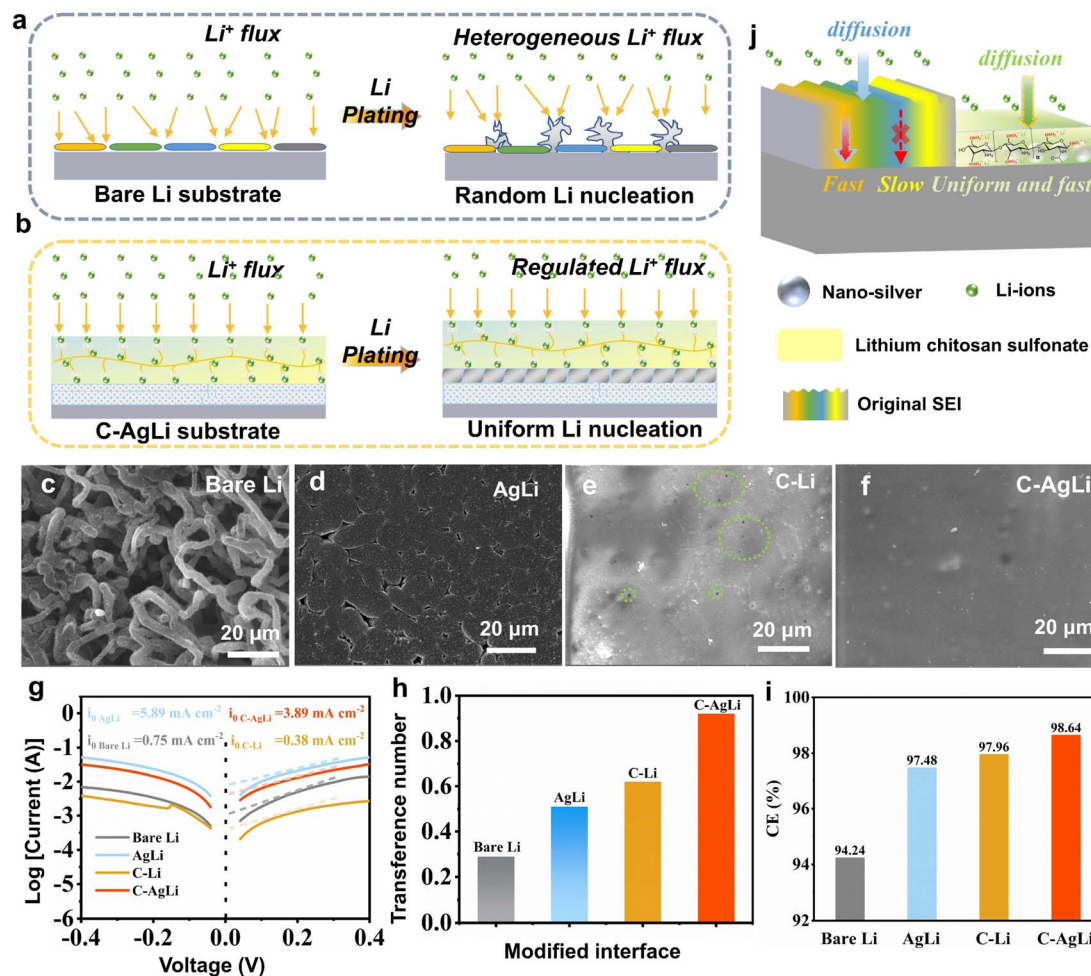 a
Li⁺ flux
Heterogeneous Li⁺ flux
Li
Plating
Bare Li substrate
Random Li nucleation
b
Li⁺ flux
Regulated Li⁺ flux
Li
Plating
C-AgLi substrate
Uniform Li nucleation
j
diffusion
diffusion
Fast
Slow
Uniform and fast
Nano-silver
Li-ions
Lithium chitosan sulfonate
Original SEI
c
Bare Li
20 μm
d
AgLi
20 μm
e
C-Li
20 μm
f
C-AgLi
20 μm
g
i₀ AgLi =5.89 mA cm⁻²
i₀ C-AgLi=3.89 mA cm⁻²
i₀ Bare Li =0.75 mA cm⁻²
i₀ C-Li =0.38 mA cm⁻²
Log [Current (A)]
0
-1
-2
-3
-4
-5
-6
Bare Li
AgLi
C-Li
C-AgLi
-0.4
-0.2
0.0
0.2
0.4
Voltage (V)
h
Transference number
1.0
0.8
0.6
0.4
0.2
0.0
Bare Li
AgLi
C-Li
C-AgLi
Modified interface
i
CE (%)
100
98
96
94
92
94.24
97.48
97.96
98.64
Bare Li
AgLi
C-Li
C-AgLi